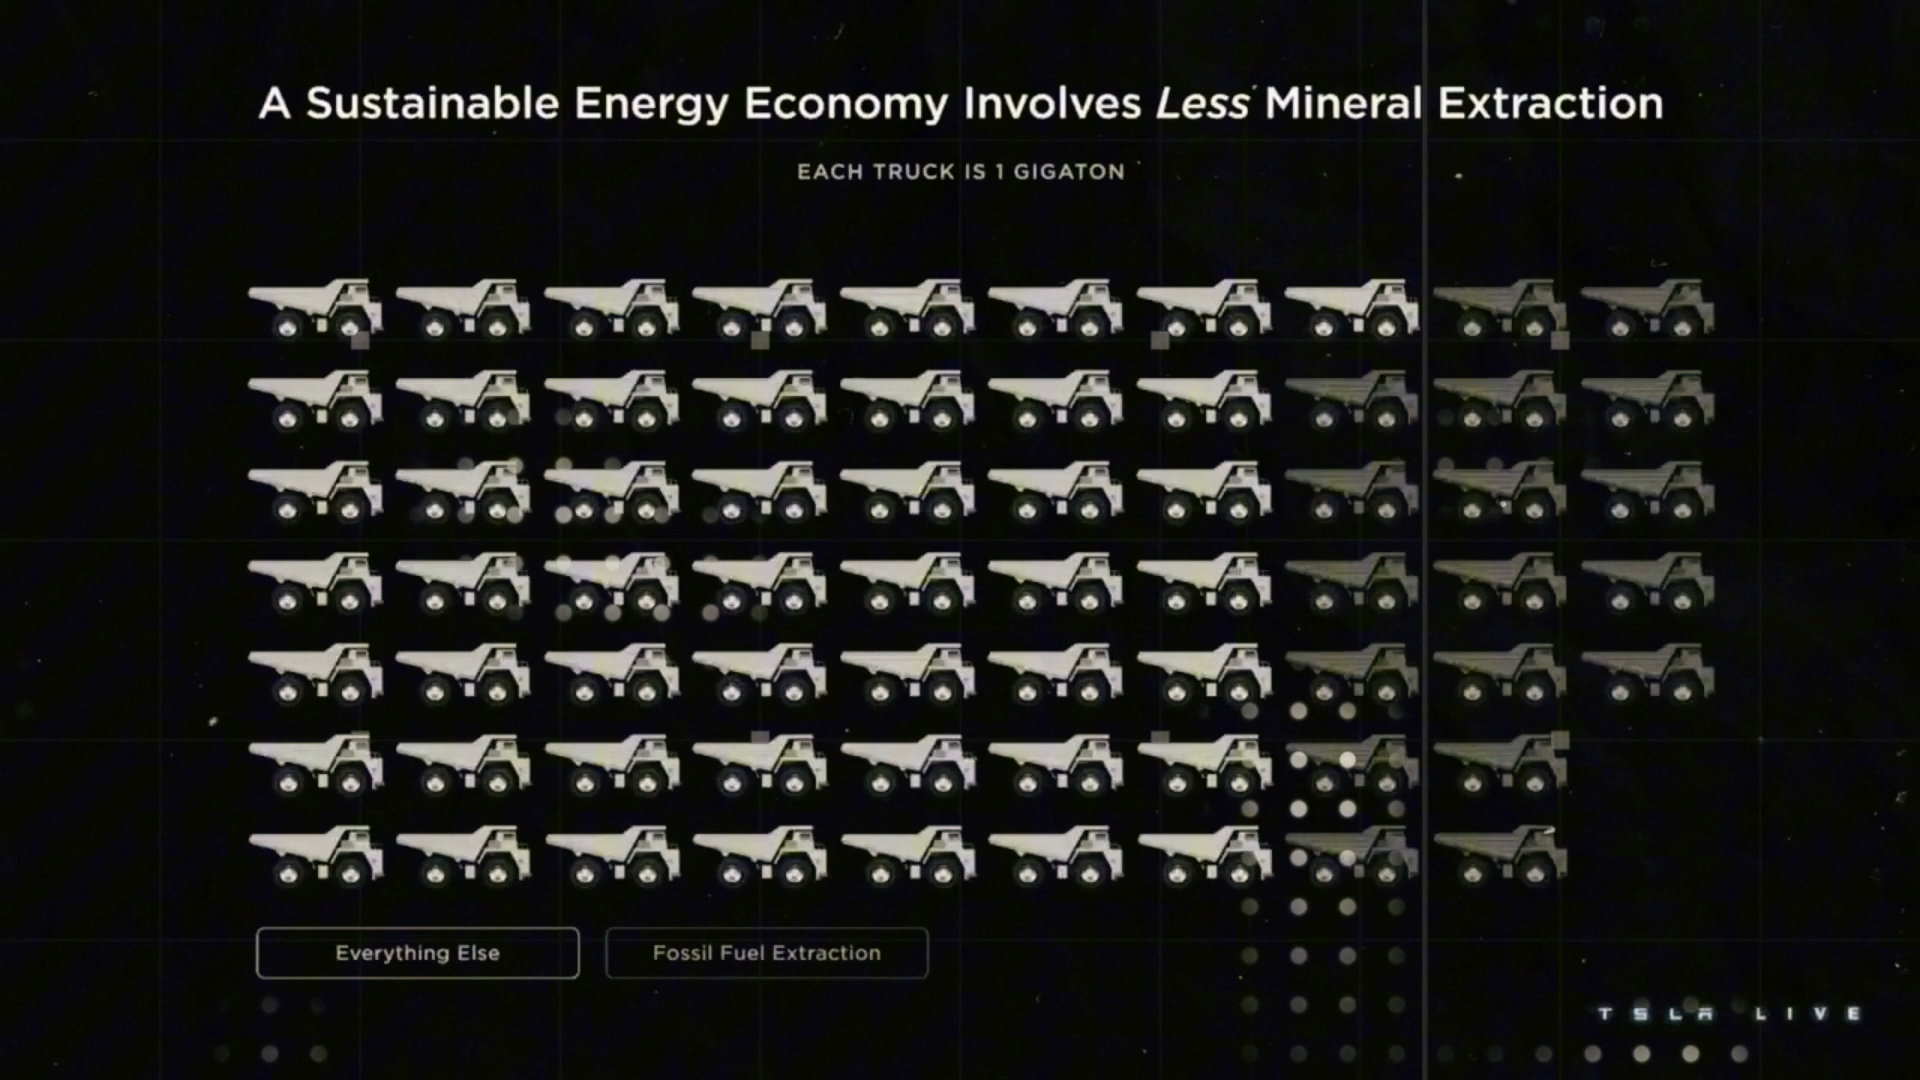 A Sustainable Energy Economy Involves Less Mineral Extraction
EACH TRUCK IS 1 GIGATON
Everything Else
Fossil Fuel Extraction
TSLA LIVE